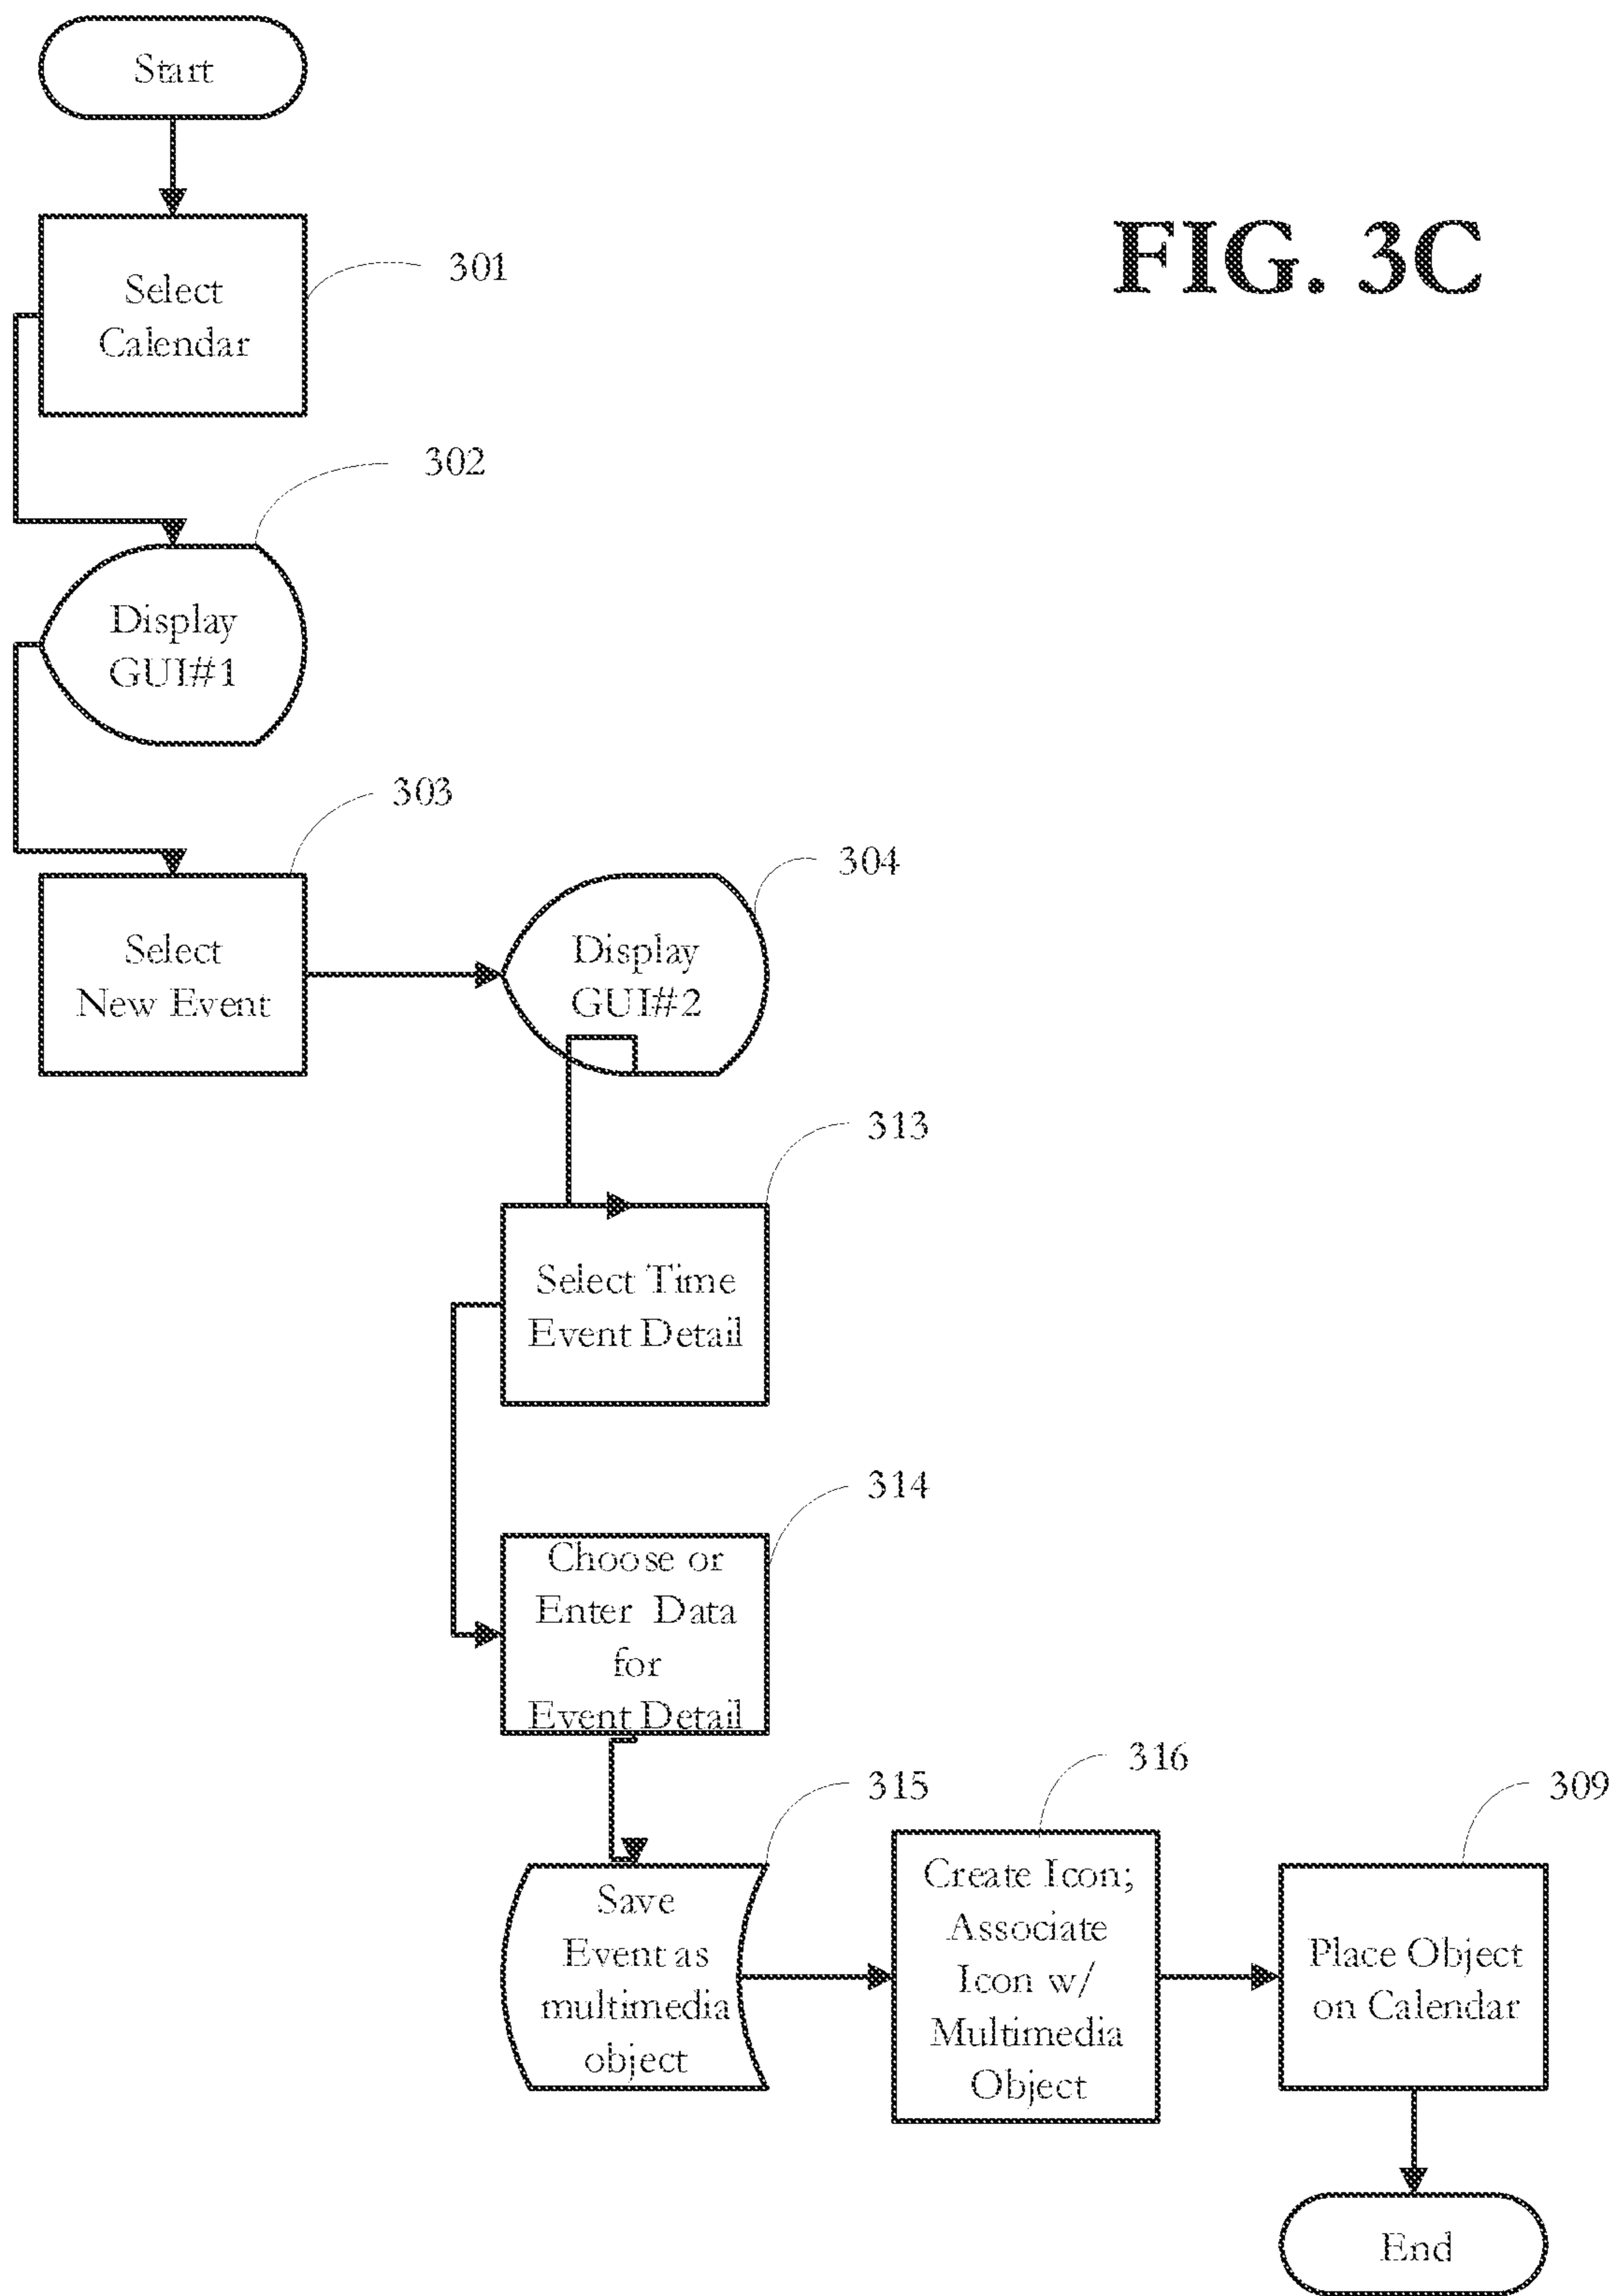 Start
FIG. 3C
301
Select
Calendar
302
Display
GUI#1
303
Select
New Event
304
Display
GUI#2
313
Select Time
Event Detail
314
Choose or
Enter Data
for
Event Detail
315
Save
Event as
multimedia
object
316
Create Icon;
Associate
Icon w/
Multimedia
Object
309
Place Object
on Calendar
End